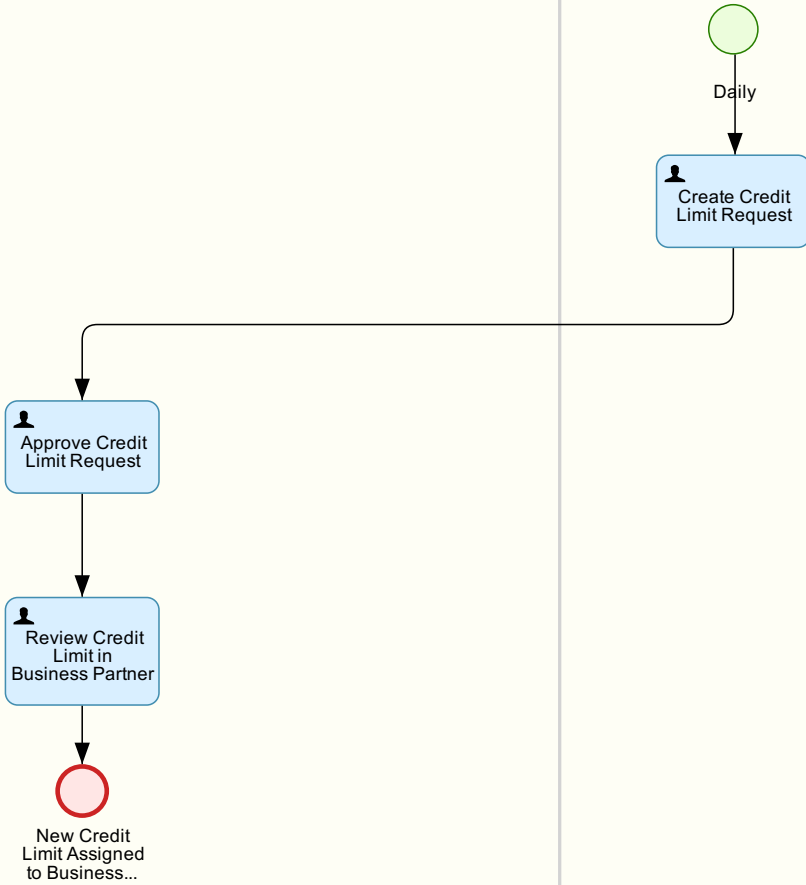 Daily
Create Credit
Limit Request
Approve Credit
Limit Request
Review Credit
Limit in
Business Partner
New Credit
Limit Assigned
to Business...